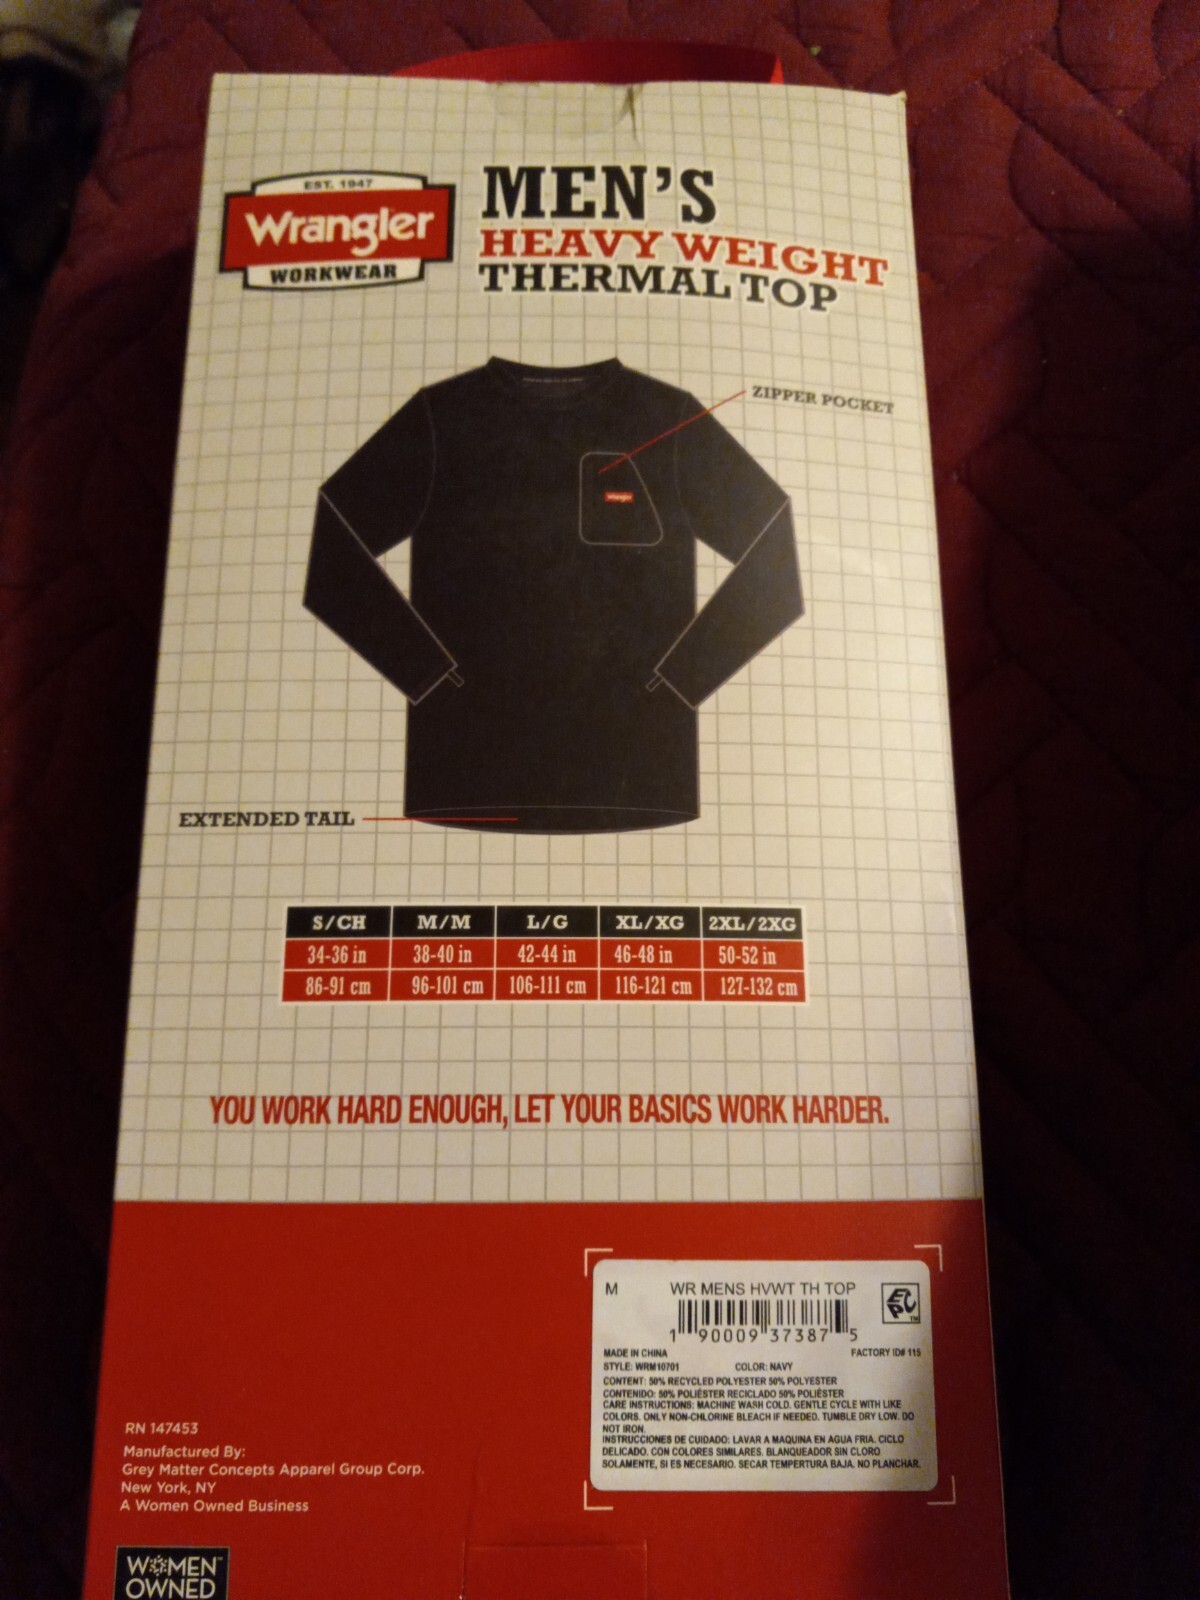 EST. 1947
Wrangler
WORKWEAR
MEN'S
HEAVY WEIGHT
THERMAL TOP
ZIPPER POCKET
Wrangler
EXTENDED TAIL
S/CH M/M L/G XL/XG 2XL/2XG
34-36 in 38-40 in 42-44 in 46-48 in 50-52 in
86-91 cm 96-101 cm 106-111 cm 116-121 cm 127-132 cm
YOU WORK HARD ENOUGH, LET YOUR BASICS WORK HARDER.
M WR MENS HVWT TH TOP
1 90009 37387 5
EPC TM
MADE IN CHINA FACTORY ID# 115
STYLE: WRM10701 COLOR: NAVY
CONTENT: 50% RECYCLED POLYESTER 50% POLYESTER
CONTENIDO: 50% POLIÉSTER RECICLADO 50% POLIÉSTER
CARE INSTRUCTIONS: MACHINE WASH COLD. GENTLE CYCLE WITH LIKE
COLORS. ONLY NON-CHLORINE BLEACH IF NEEDED. TUMBLE DRY LOW. DO
NOT IRON.
INSTRUCCIONES DE CUIDADO: LAVAR A MAQUINA EN AGUA FRIA. CICLO
DELICADO. CON COLORES SIMILARES. BLANQUEADOR SIN CLORO
SOLAMENTE, SI ES NECESARIO. SECAR TEMPERTURA BAJA. NO PLANCHAR.
RN 147453
Manufactured By:
Grey Matter Concepts Apparel Group Corp.
New York, NY
A Women Owned Business
WOMEN
OWNED